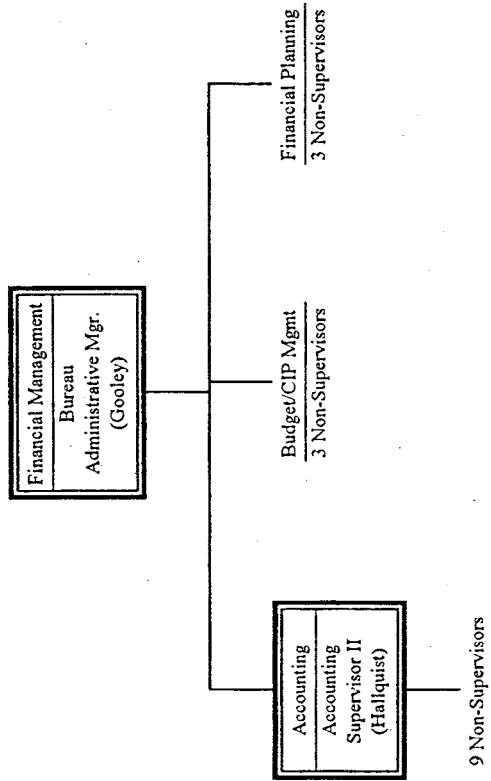 Financial Management
Bureau
Administrative Mgr.
(Gooley)
Accounting
Accounting
Supervisor II
(Hallquist)
9 Non-Supervisors
Budget/CIP Mgmt
3 Non-Supervisors
Financial Planning
3 Non-Supervisors